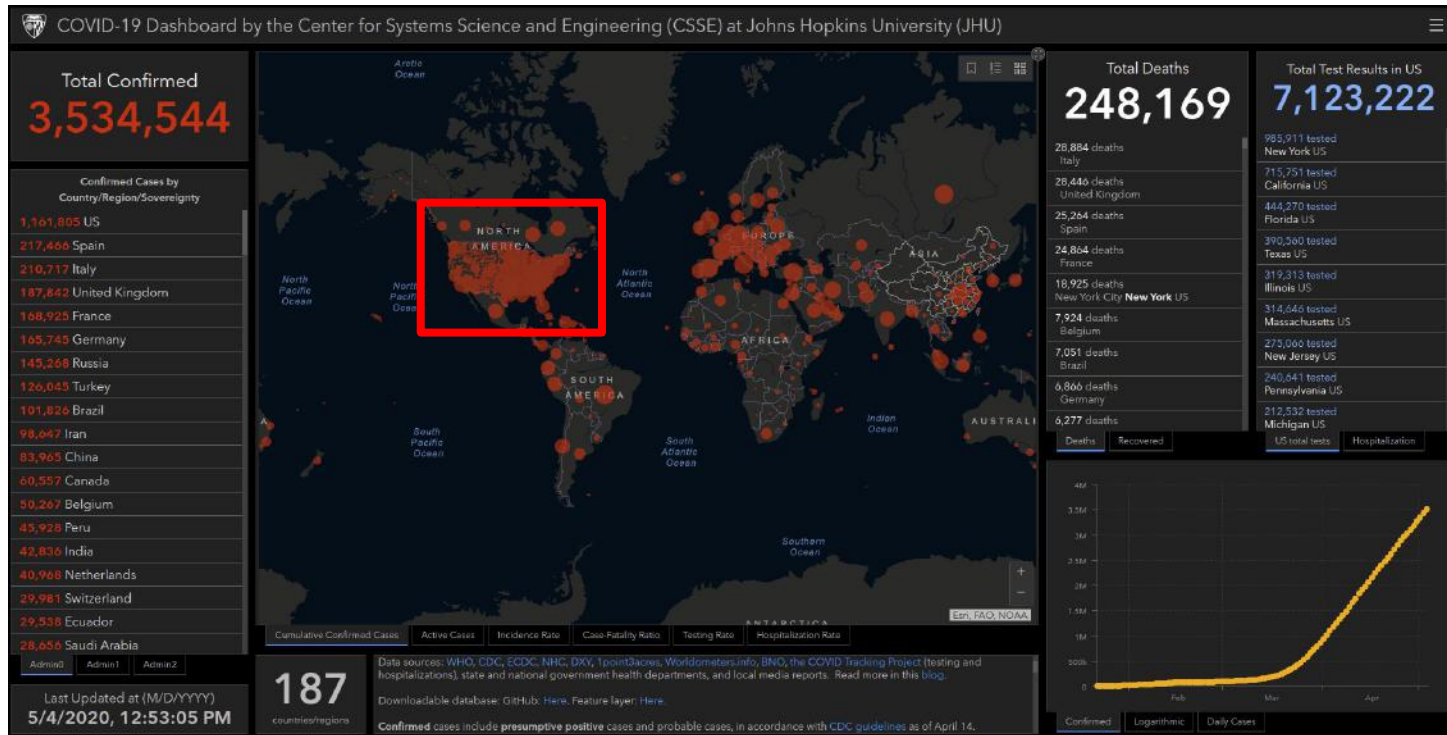 COVID-19 Dashboard by the Center for Systems Science and Engineering (CSSE) at Johns Hopkins University (JHU)
Total Confirmed
3,534,544
Confirmed Cases by
Country/Region/Sovereignty
1,161,805 US
217,466 Spain
210,717 Italy
187,842 United Kingdom
168,925 France
165,745 Germany
145,268 Russia
126,045 Turkey
101,826 Brazil
98,647 Iran
83,965 China
60,557 Canada
50,267 Belgium
45,928 Peru
42,836 India
40,968 Netherlands
29,981 Switzerland
29,538 Ecuador
28,656 Saudi Arabia
Admin0 Admin1 Admin2
Last Updated at (M/D/YYYY)
5/4/2020, 12:53:05 PM
Arctic
Ocean
NORTH
AMERICA
EUROPE
ASIA
North
Pacific
Ocean
North
Pacific
Ocean
North
Atlantic
Ocean
AFRICA
SOUTH
AMERICA
Indian
Ocean
AUSTRALI
South
Pacific
Ocean
South
Atlantic
Ocean
Southern
Ocean
+
−
Esri, FAO, NOAA
ANTARCTICA
Cumulative Confirmed Cases Active Cases Incidence Rate Case-Fatality Ratio Testing Rate Hospitalization Rate
187
countries/regions
Data sources: WHO, CDC, ECDC, NHC, DXY, 1point3acres, Worldometers.info, BNO, the COVID Tracking Project (testing and
hospitalizations), state and national government health departments, and local media reports. Read more in this blog.
Downloadable database: GitHub: Here. Feature layer: Here.
Confirmed cases include presumptive positive cases and probable cases, in accordance with CDC guidelines as of April 14.
Total Deaths
248,169
28,884 deaths
Italy
28,446 deaths
United Kingdom
25,264 deaths
Spain
24,864 deaths
France
18,925 deaths
New York City New York US
7,924 deaths
Belgium
7,051 deaths
Brazil
6,866 deaths
Germany
6,277 deaths
Deaths Recovered
Total Test Results in US
7,123,222
985,911 tested
New York US
715,751 tested
California US
444,270 tested
Florida US
390,560 tested
Texas US
319,313 tested
Illinois US
314,646 tested
Massachusetts US
275,066 tested
New Jersey US
240,641 tested
Pennsylvania US
212,532 tested
Michigan US
US total tests Hospitalization
4M
3.5M
3M
2.5M
2M
1.5M
1M
500k
0
Feb Mar Apr
Confirmed Logarithmic Daily Cases